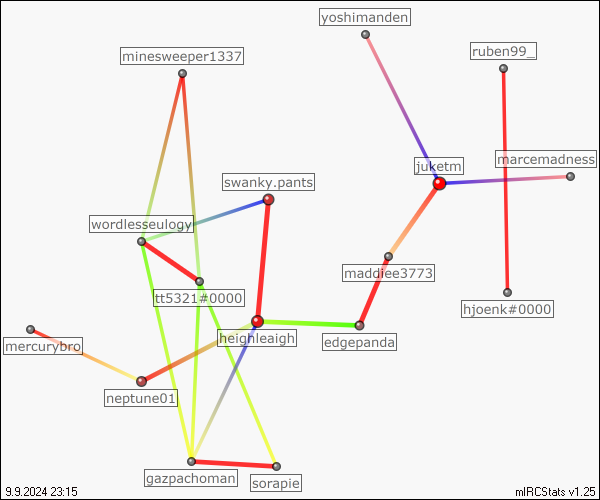 yoshimanden
ruben99_
minesweeper1337
marcemadness
juketm
swanky.pants
wordlesseulogy
maddiee3773
tt5321#0000
hjoenk#0000
heighleaigh
edgepanda
mercurybro
neptune01
gazpachoman
sorapie
9.9.2024 23:15
mIRCStats v1.25